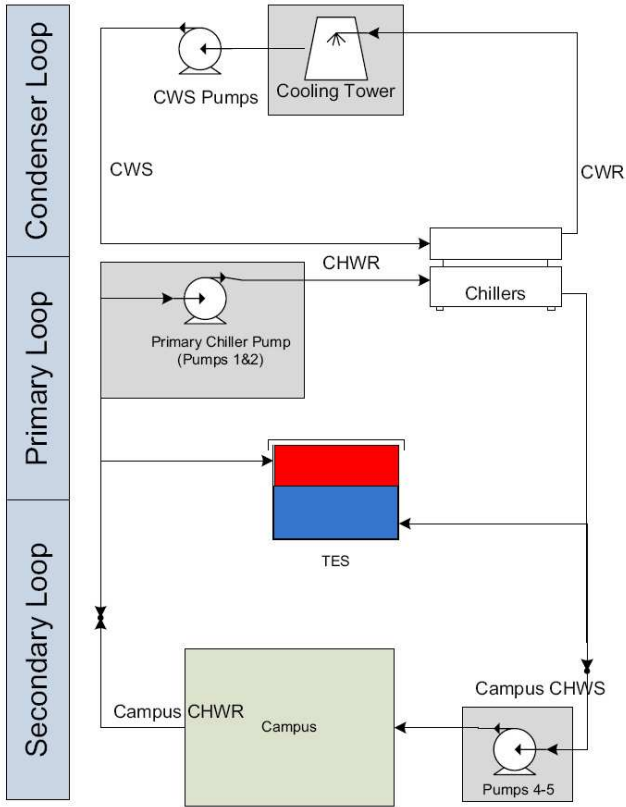 Condenser Loop
CWS Pumps
Cooling Tower
CWS
CWR
Primary Loop
CHWR
Chillers
Primary Chiller Pump
(Pumps 1&2)
TES
Secondary Loop
Campus CHWS
Campus CHWR
Campus
Pumps 4-5